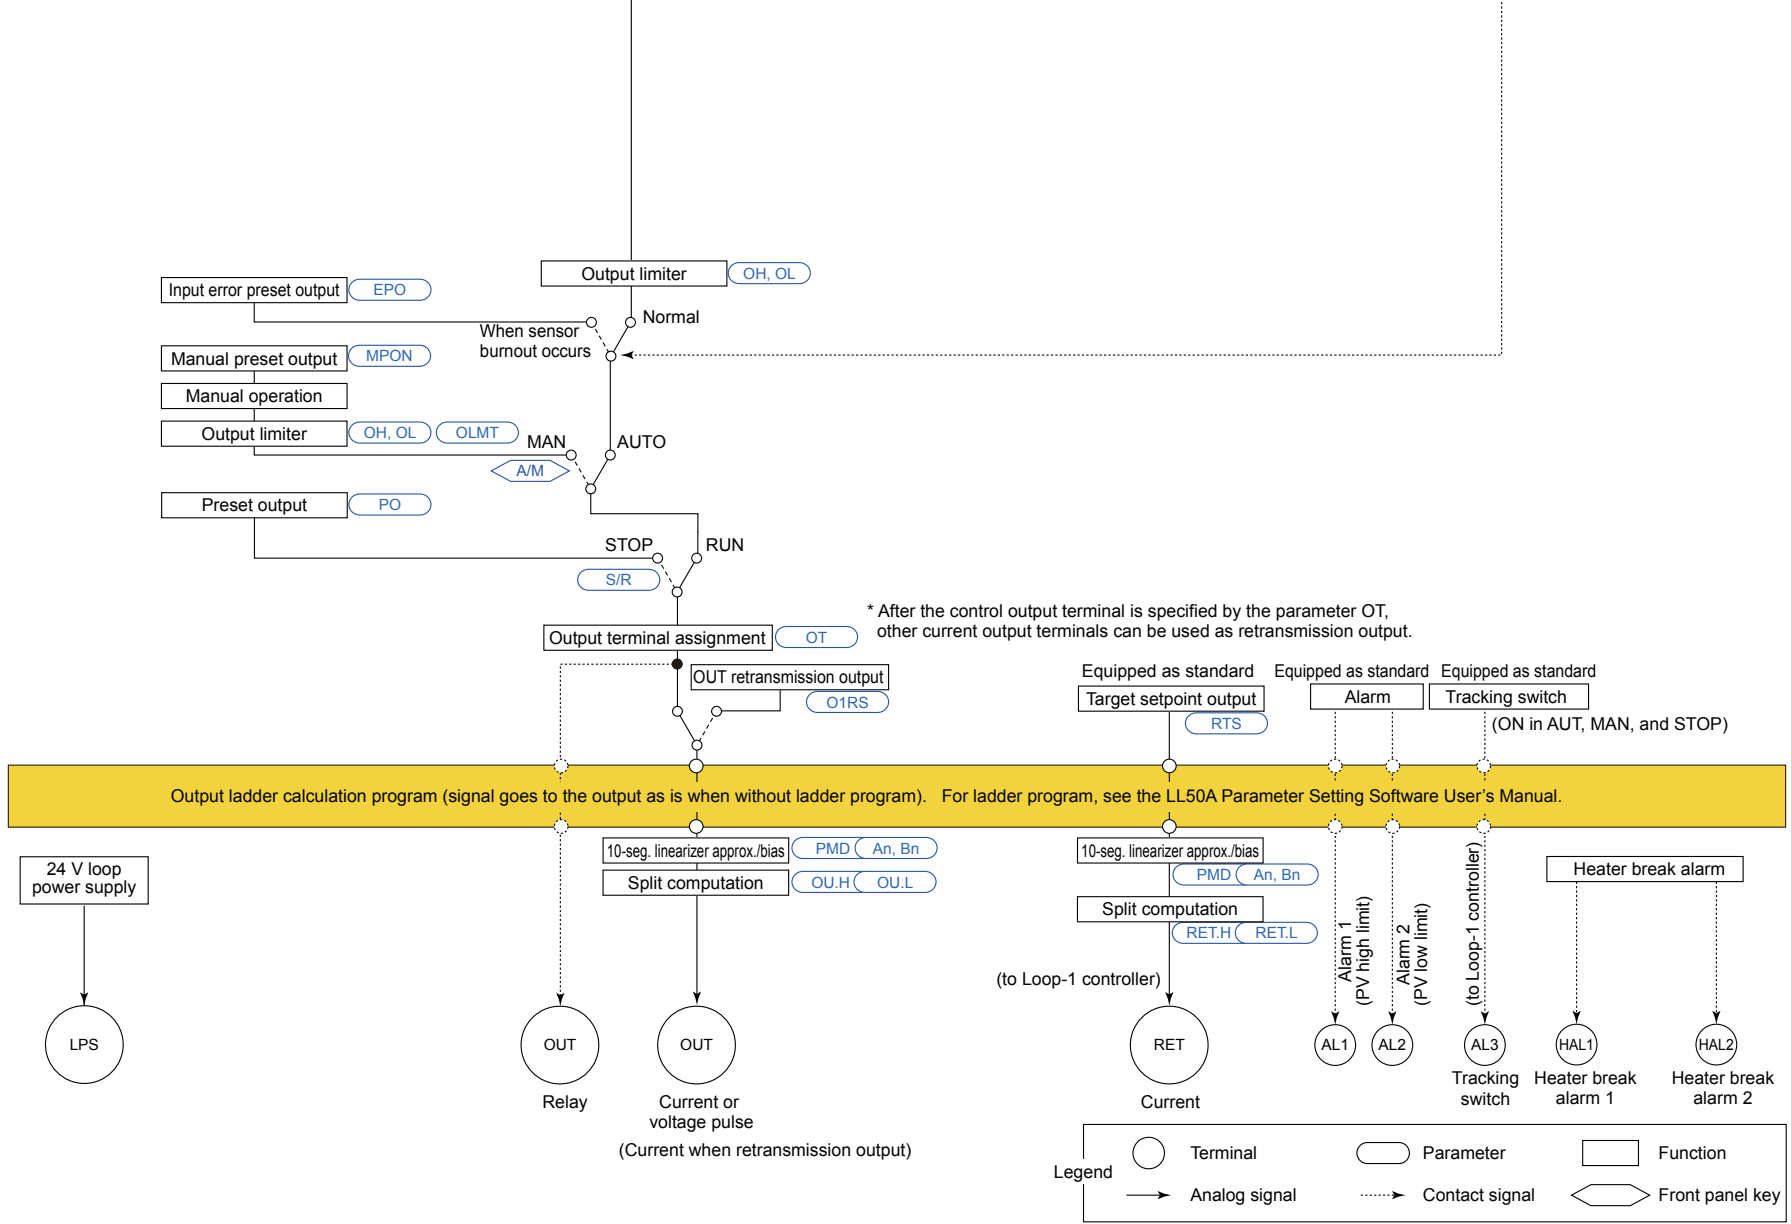 Output limiter
OH, OL
Input error preset output
EPO
Normal
When sensor
burnout occurs
Manual preset output
MPON
Manual operation
Output limiter
OH, OL
OLMT
MAN
AUTO
A/M
Preset output
PO
STOP
RUN
S/R
* After the control output terminal is specified by the parameter OT,
other current output terminals can be used as retransmission output.
Output terminal assignment
OT
OUT retransmission output
O1RS
Equipped as standard
Target setpoint output
RTS
Equipped as standard
Alarm
Equipped as standard
Tracking switch
(ON in AUT, MAN, and STOP)
Output ladder calculation program (signal goes to the output as is when without ladder program). For ladder program, see the LL50A Parameter Setting Software User's Manual.
24 V loop
power supply
10-seg. linearizer approx./bias
PMD
An, Bn
Split computation
OU.H
OU.L
10-seg. linearizer approx./bias
PMD
An, Bn
Split computation
RET.H
RET.L
(to Loop-1 controller)
Alarm 1
(PV high limit)
Alarm 2
(PV low limit)
(to Loop-1 controller)
Heater break alarm
LPS
OUT
OUT
RET
AL1
AL2
AL3
HAL1
HAL2
Relay
Current or
voltage pulse
(Current when retransmission output)
Current
Tracking
switch
Heater break
alarm 1
Heater break
alarm 2
Legend
Terminal
Parameter
Function
Analog signal
Contact signal
Front panel key